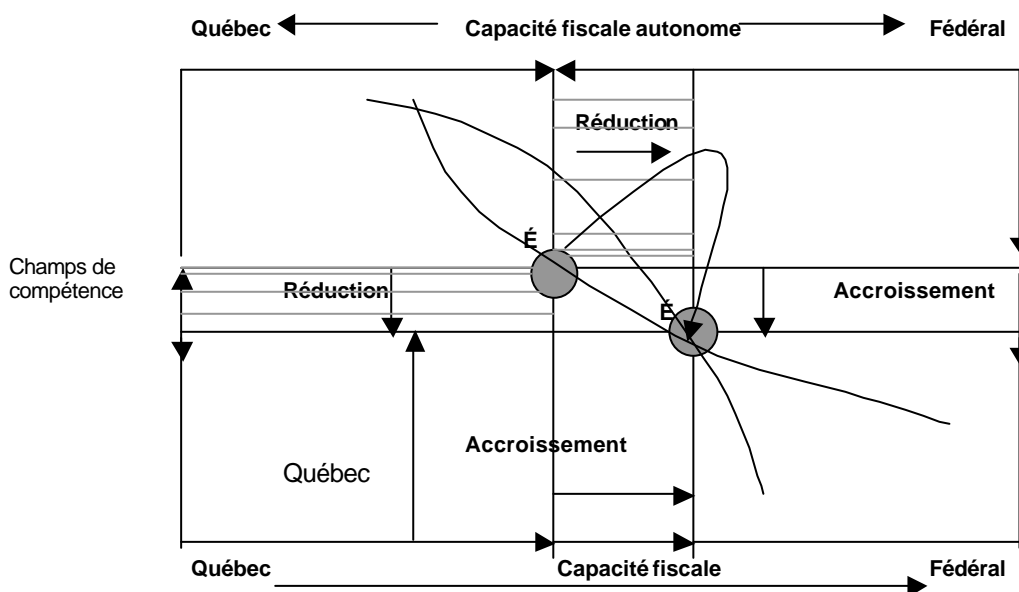 Québec Capacité fiscale autonome Fédéral
Réduction
É
Champs de
compétence
Réduction
Accroissement
É
Accroissement
Québec
Québec Capacité fiscale Fédéral